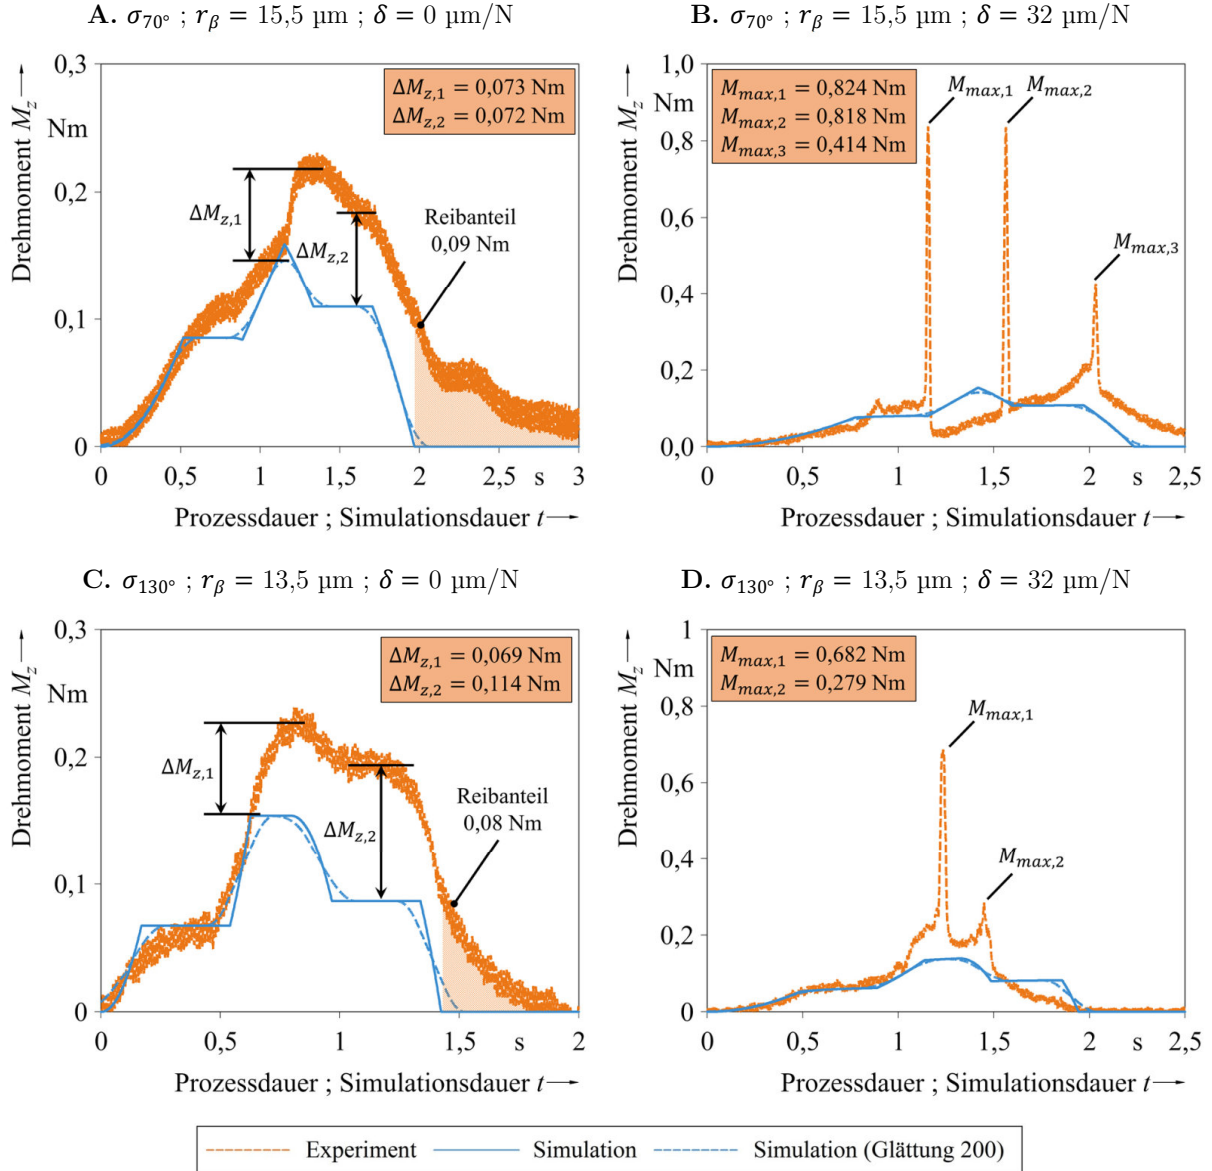 A. σ70° ; rβ = 15,5 µm ; δ = 0 µm/N
Drehmoment Mz
Nm
0,3
0,2
0,1
0
ΔMz,1 = 0,073 Nm
ΔMz,2 = 0,072 Nm
ΔMz,1
ΔMz,2
Reibanteil
0,09 Nm
0 0,5 1 1,5 2 2,5 s 3
Prozessdauer ; Simulationsdauer t
B. σ70° ; rβ = 15,5 µm ; δ = 32 µm/N
Drehmoment Mz
1,0
Nm
0,8
0,6
0,4
0,2
0,0
Mmax,1 = 0,824 Nm
Mmax,2 = 0,818 Nm
Mmax,3 = 0,414 Nm
Mmax,1
Mmax,2
Mmax,3
0 0,5 1 1,5 s 2 2,5
Prozessdauer ; Simulationsdauer t
C. σ130° ; rβ = 13,5 µm ; δ = 0 µm/N
Drehmoment Mz
0,3
Nm
0,2
0,1
0
ΔMz,1 = 0,069 Nm
ΔMz,2 = 0,114 Nm
ΔMz,1
ΔMz,2
Reibanteil
0,08 Nm
0 0,5 1 1,5 s 2
Prozessdauer ; Simulationsdauer t
D. σ130° ; rβ = 13,5 µm ; δ = 32 µm/N
Drehmoment Mz
1
Nm
0,8
0,6
0,4
0,2
0
Mmax,1 = 0,682 Nm
Mmax,2 = 0,279 Nm
Mmax,1
Mmax,2
0 0,5 1 1,5 2 s 2,5
Prozessdauer ; Simulationsdauer t
Experiment Simulation Simulation (Glättung 200)